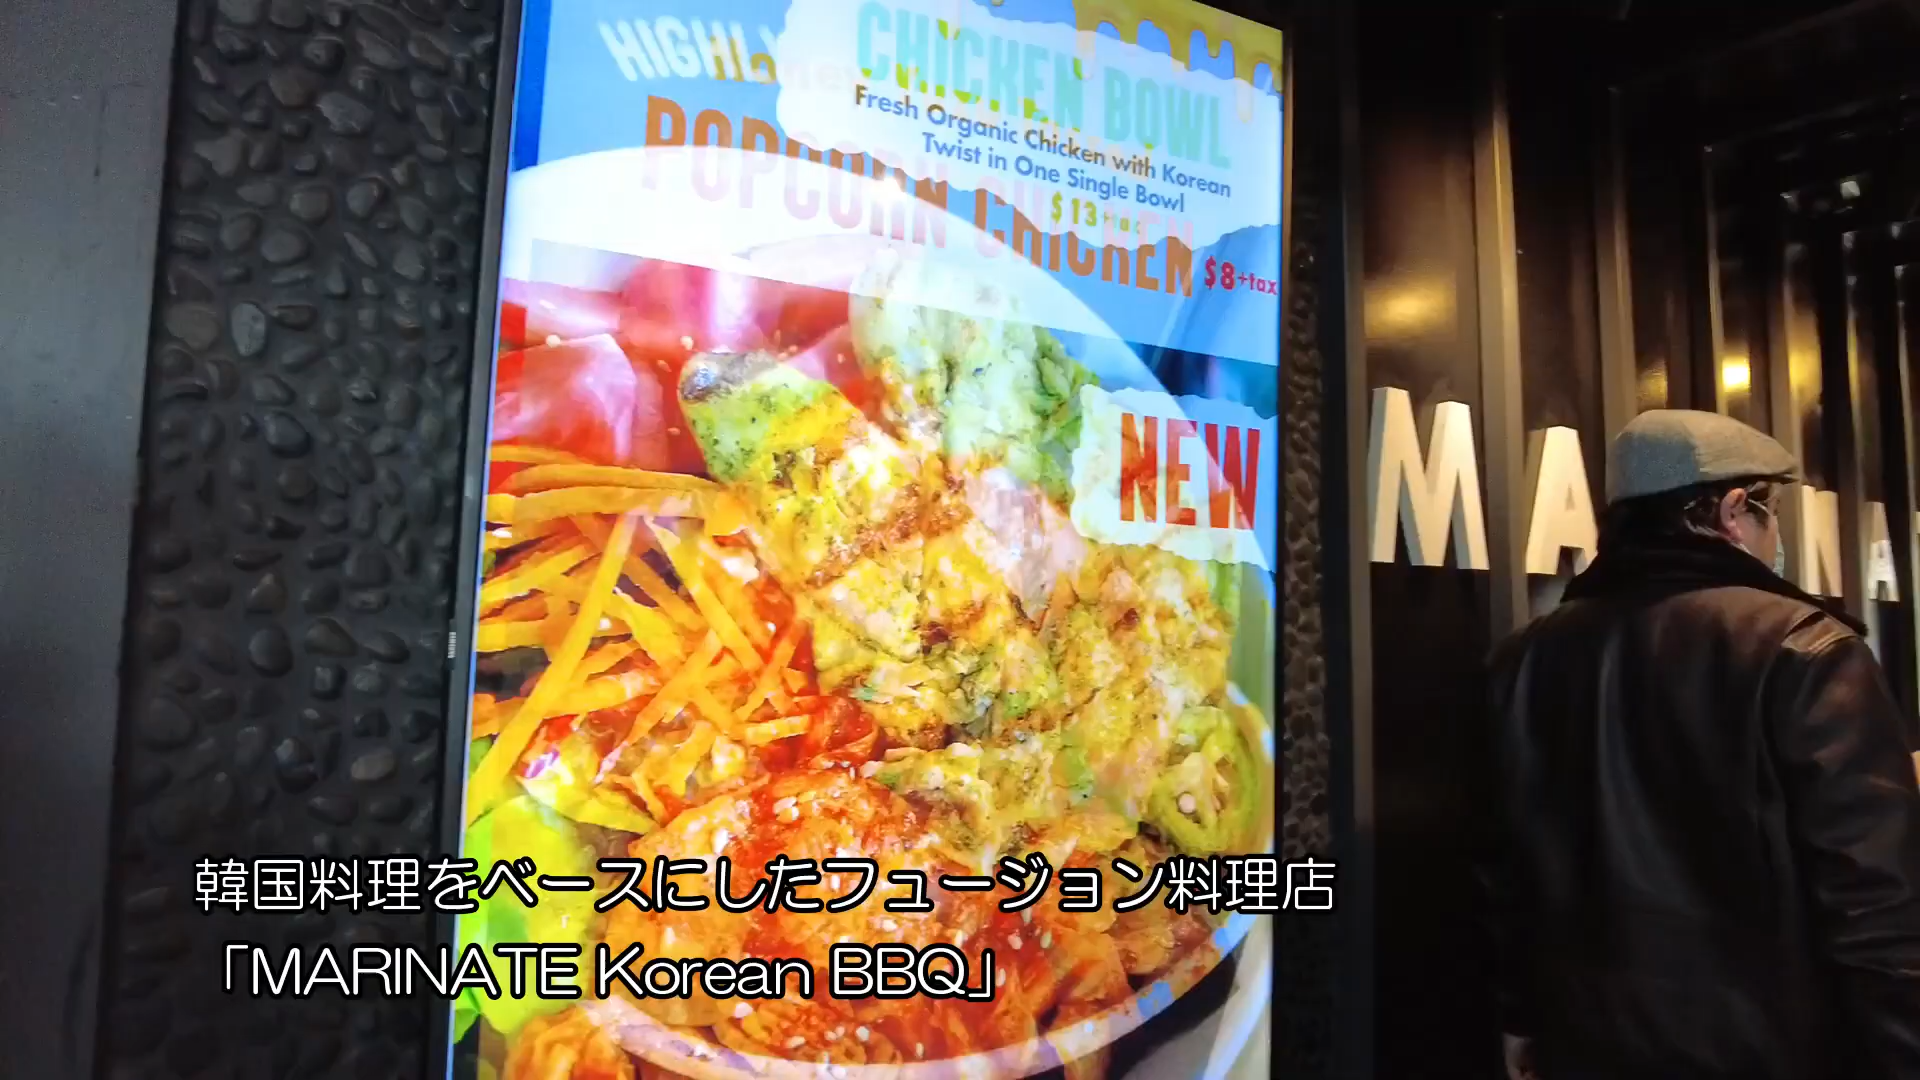 HIGHLY
CHICKEN BOWL
Fresh Organic Chicken with Korean
Twist in One Single Bowl
$13+tax
POPCORN CHICKEN
$8+tax
NEW
MA
INA
韓国料理をベースにしたフュージョン料理店
「MARINATE Korean BBQ」